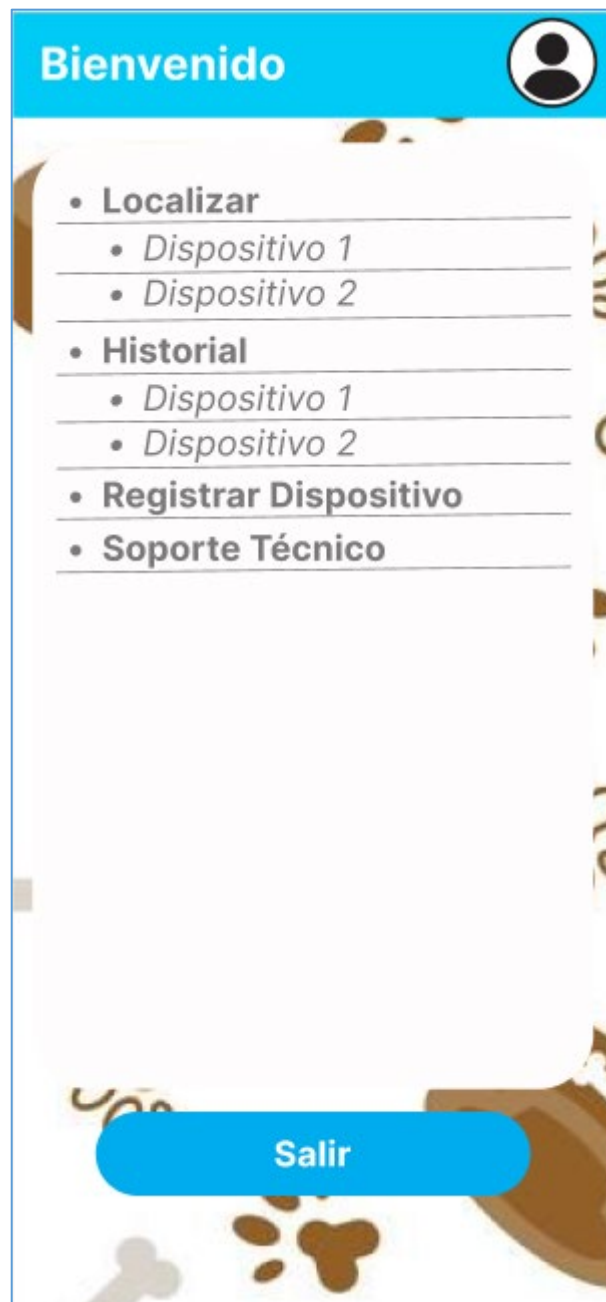 Bienvenido
• Localizar
• Dispositivo 1
• Dispositivo 2
• Historial
• Dispositivo 1
• Dispositivo 2
• Registrar Dispositivo
• Soporte Técnico
Salir